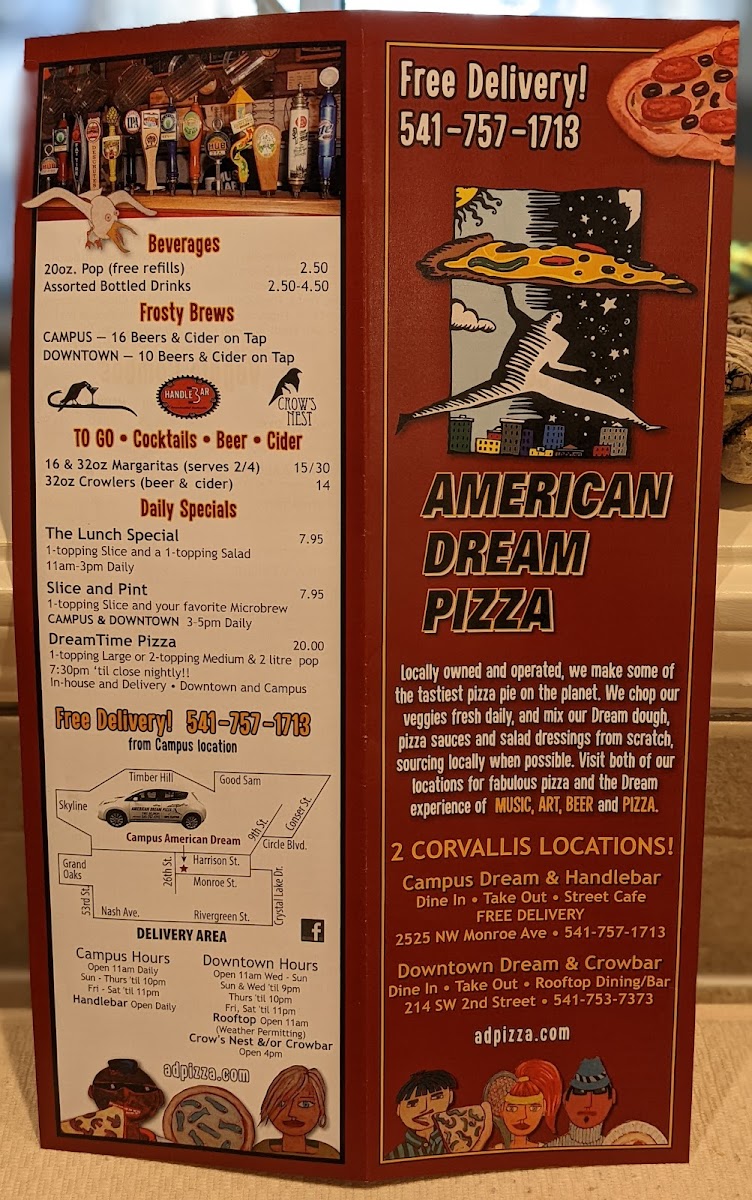 Beverages
20oz. Pop (free refills) 2.50
Assorted Bottled Drinks 2.50-4.50
Frosty Brews
CAMPUS — 16 Beers & Cider on Tap
DOWNTOWN — 10 Beers & Cider on Tap
HANDLE BAR
CROW'S
NEST
TO GO • Cocktails • Beer • Cider
16 & 32oz Margaritas (serves 2/4) 15/30
32oz Crowlers (beer & cider) 14
Daily Specials
The Lunch Special 7.95
1-topping Slice and a 1-topping Salad
11am-3pm Daily
Slice and Pint 7.95
1-topping Slice and your favorite Microbrew
CAMPUS & DOWNTOWN 3-5pm Daily
DreamTime Pizza 20.00
1-topping Large or 2-topping Medium & 2 litre pop
7:30pm 'til close nightly!!
In-house and Delivery • Downtown and Campus
Free Delivery! 541-757-1713
from Campus location
Timber Hill
Good Sam
Skyline
AMERICAN DREAM PIZZA
9th St.
Conser St.
Campus American Dream
Circle Blvd.
Grand
Oaks
26th St.
Harrison St.
Monroe St.
53rd St.
Crystal Lake Dr.
Nash Ave.
Rivergreen St.
DELIVERY AREA
f
Campus Hours
Open 11am Daily
Sun - Thurs 'til 10pm
Fri - Sat 'til 11pm
Handlebar Open Daily
Downtown Hours
Open 11am Wed - Sun
Sun & Wed 'til 9pm
Thurs 'til 10pm
Fri, Sat 'til 11pm
Rooftop Open 11am
(Weather Permitting)
Crow's Nest &/or Crowbar
Open 4pm
adpizza.com
Free Delivery!
541-757-1713
AMERICAN
DREAM
PIZZA
Locally owned and operated, we make some of
the tastiest pizza pie on the planet. We chop our
veggies fresh daily, and mix our Dream dough,
pizza sauces and salad dressings from scratch,
sourcing locally when possible. Visit both of our
locations for fabulous pizza and the Dream
experience of MUSIC, ART, BEER and PIZZA.
2 CORVALLIS LOCATIONS!
Campus Dream & Handlebar
Dine In • Take Out • Street Cafe
FREE DELIVERY
2525 NW Monroe Ave • 541-757-1713
Downtown Dream & Crowbar
Dine In • Take Out • Rooftop Dining/Bar
214 SW 2nd Street • 541-753-7373
adpizza.com